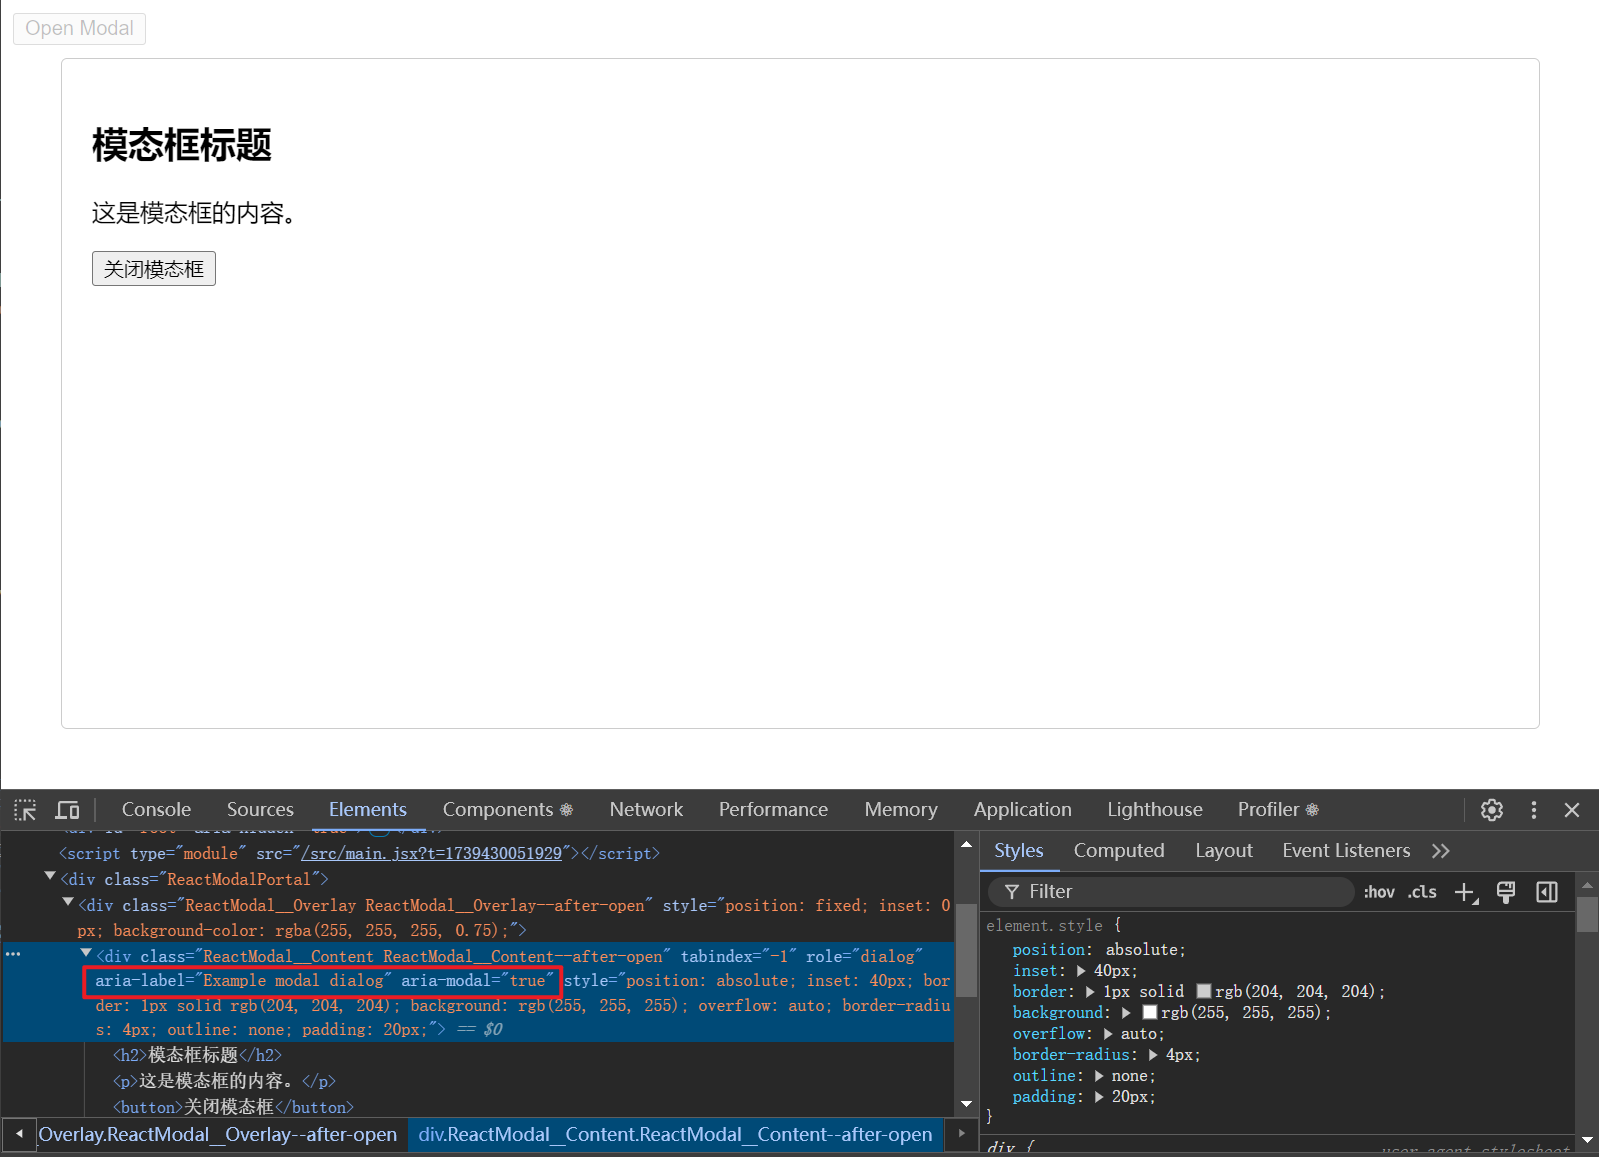 Open Modal
模态框标题
这是模态框的内容。
关闭模态框
Console Sources Elements Components Network Performance Memory Application Lighthouse Profiler
<script type="module" src="/src/main.jsx?t=1739430051929"></script>
<div class="ReactModalPortal">
<div class="ReactModal__Overlay ReactModal__Overlay--after-open" style="position: fixed; inset: 0
px; background-color: rgba(255, 255, 255, 0.75);">
<div class="ReactModal__Content ReactModal__Content--after-open" tabindex="-1" role="dialog"
aria-label="Example modal dialog" aria-modal="true" style="position: absolute; inset: 40px; bor
der: 1px solid rgb(204, 204, 204); background: rgb(255, 255, 255); overflow: auto; border-radiu
s: 4px; outline: none; padding: 20px;"> == $0
<h2>模态框标题</h2>
<p>这是模态框的内容。</p>
<button>关闭模态框</button>
Overlay.ReactModal__Overlay--after-open div.ReactModal__Content.ReactModal__Content--after-open
Styles Computed Layout Event Listeners
Filter :hov .cls
element.style {
position: absolute;
inset: 40px;
border: 1px solid rgb(204, 204, 204);
background: rgb(255, 255, 255);
overflow: auto;
border-radius: 4px;
outline: none;
padding: 20px;
}
div {
user agent stylesheet